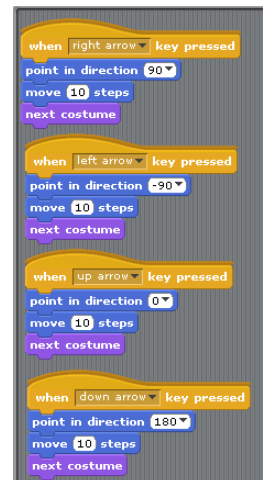 when right arrow key pressed
point in direction 90
move 10 steps
next costume
when left arrow key pressed
point in direction -90
move 10 steps
next costume
when up arrow key pressed
point in direction 0
move 10 steps
next costume
when down arrow key pressed
point in direction 180
move 10 steps
next costume